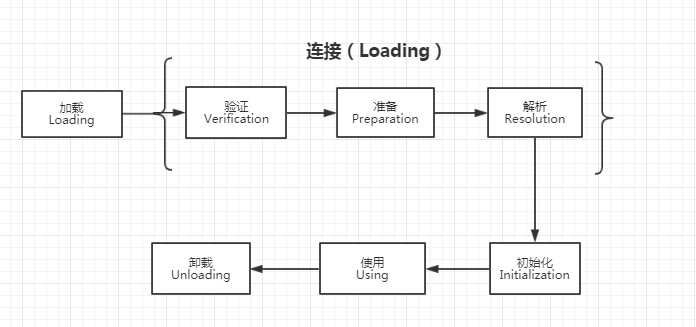 连接（Loading）
加载
Loading
验证
Verification
准备
Preparation
解析
Resolution
卸载
Unloading
使用
Using
初始化
Initialization